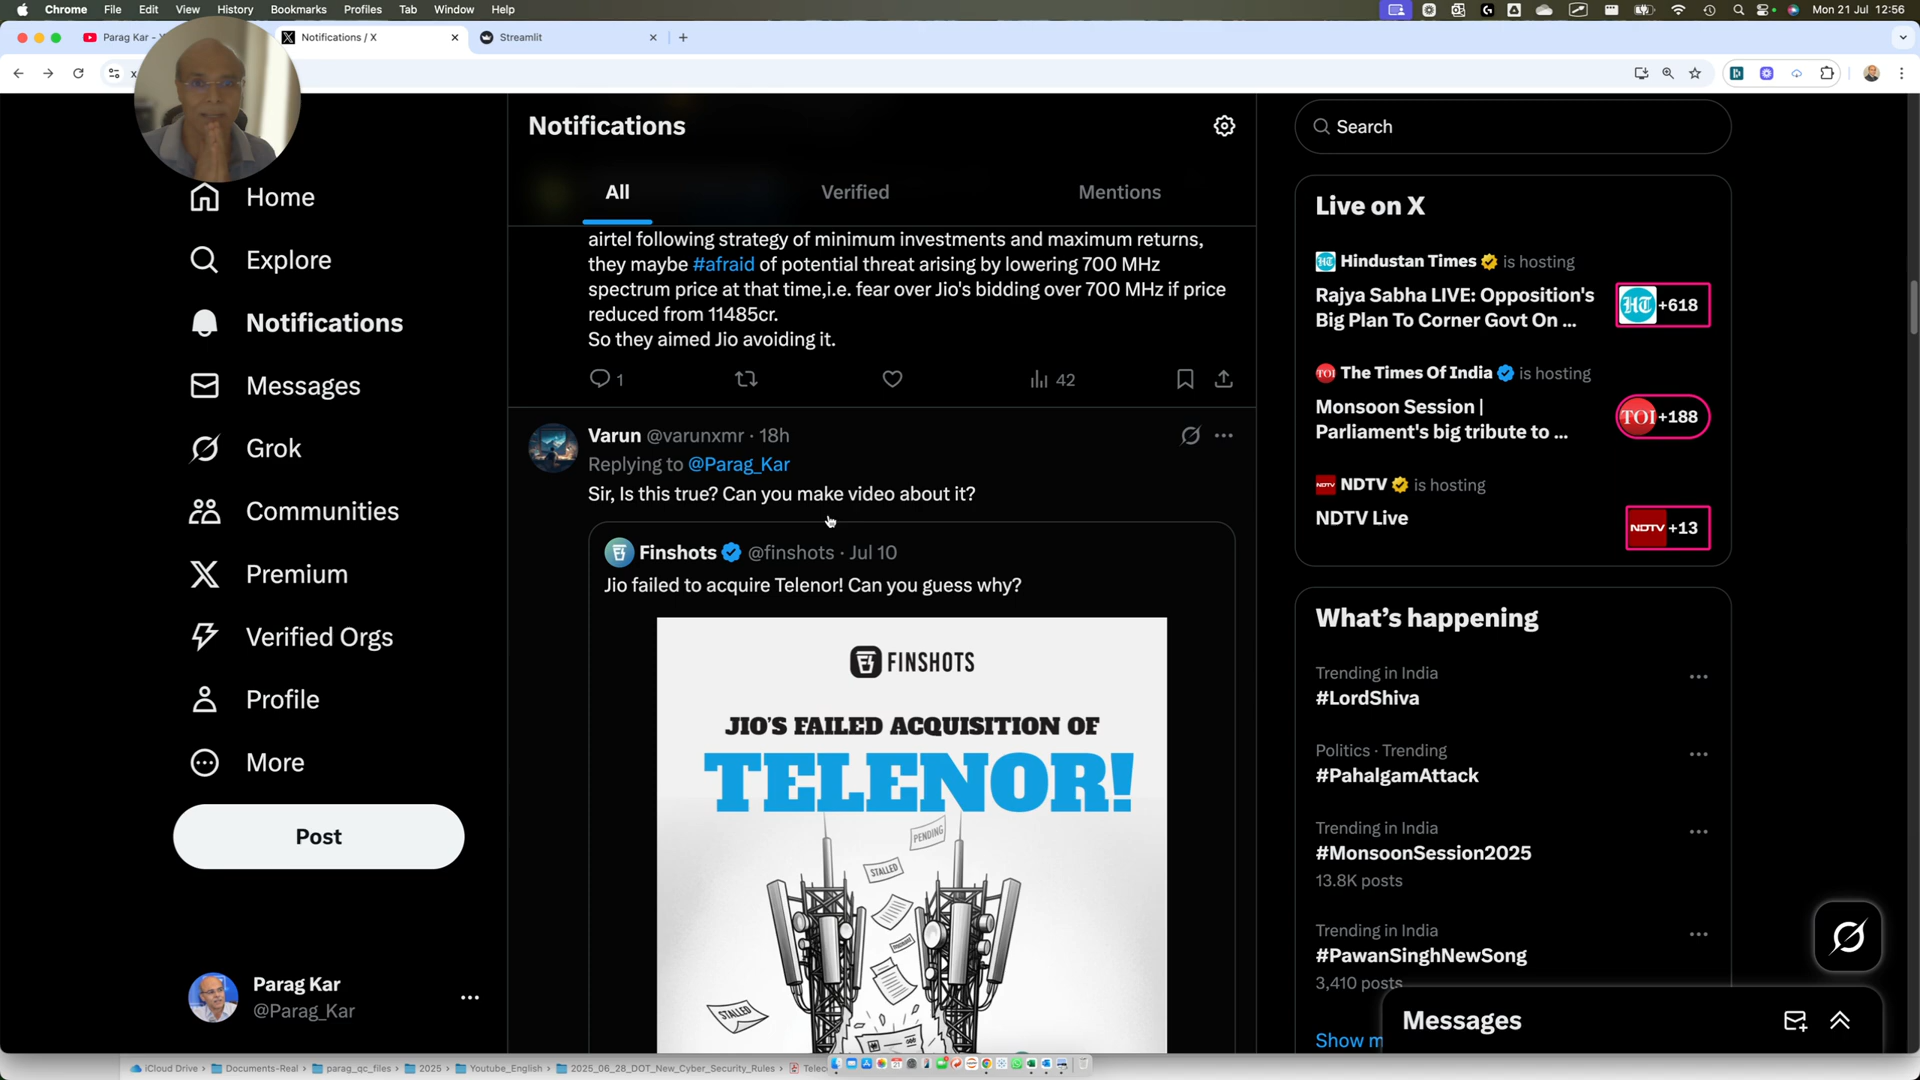 Chrome File Edit View History Bookmarks Profiles Tab Window Help
Mon 21 Jul 12:56
Parag Kar -
Notifications / X
Streamlit
Notifications
Search
All Verified Mentions
Home
Explore
Notifications
Messages
Grok
Communities
Premium
Verified Orgs
Profile
More
Post
Parag Kar
@Parag_Kar
airtel following strategy of minimum investments and maximum returns,
they maybe #afraid of potential threat arising by lowering 700 MHz
spectrum price at that time,i.e. fear over Jio's bidding over 700 MHz if price
reduced from 11485cr.
So they aimed Jio avoiding it.
1 42
Varun @varunxmr · 18h
Replying to @Parag_Kar
Sir, Is this true? Can you make video about it?
Finshots @finshots · Jul 10
Jio failed to acquire Telenor! Can you guess why?
FINSHOTS
JIO'S FAILED ACQUISITION OF
TELENOR!
PENDING
STALLED
STALLED
Live on X
Hindustan Times is hosting
Rajya Sabha LIVE: Opposition's
Big Plan To Corner Govt On ...
HT +618
The Times Of India is hosting
Monsoon Session |
Parliament's big tribute to ...
TOI +188
NDTV is hosting
NDTV Live
NDTV +13
What's happening
Trending in India
#LordShiva
Politics · Trending
#PahalgamAttack
Trending in India
#MonsoonSession2025
13.8K posts
Trending in India
#PawanSinghNewSong
3,410 posts
Show m
Messages
iCloud Drive Documents-Real parag_qc_files 2025 Youtube_English 2025_06_28_DOT_New_Cyber_Security_Rules Telec